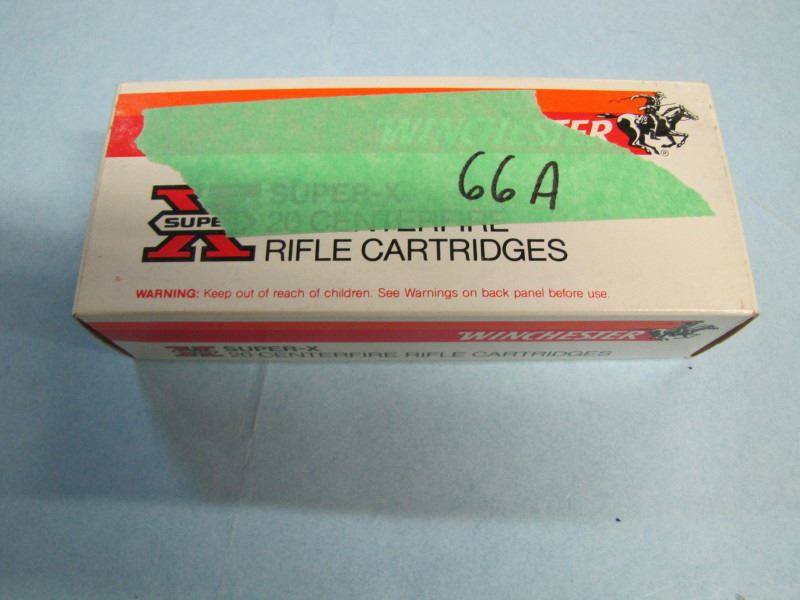 WINCHESTER
®
66A
SUPER-X
X SUPER
20 CENTERFIRE
RIFLE CARTRIDGES
WARNING: Keep out of reach of children. See Warnings on back panel before use.
WINCHESTER
SUPER-X
20 CENTERFIRE RIFLE CARTRIDGES